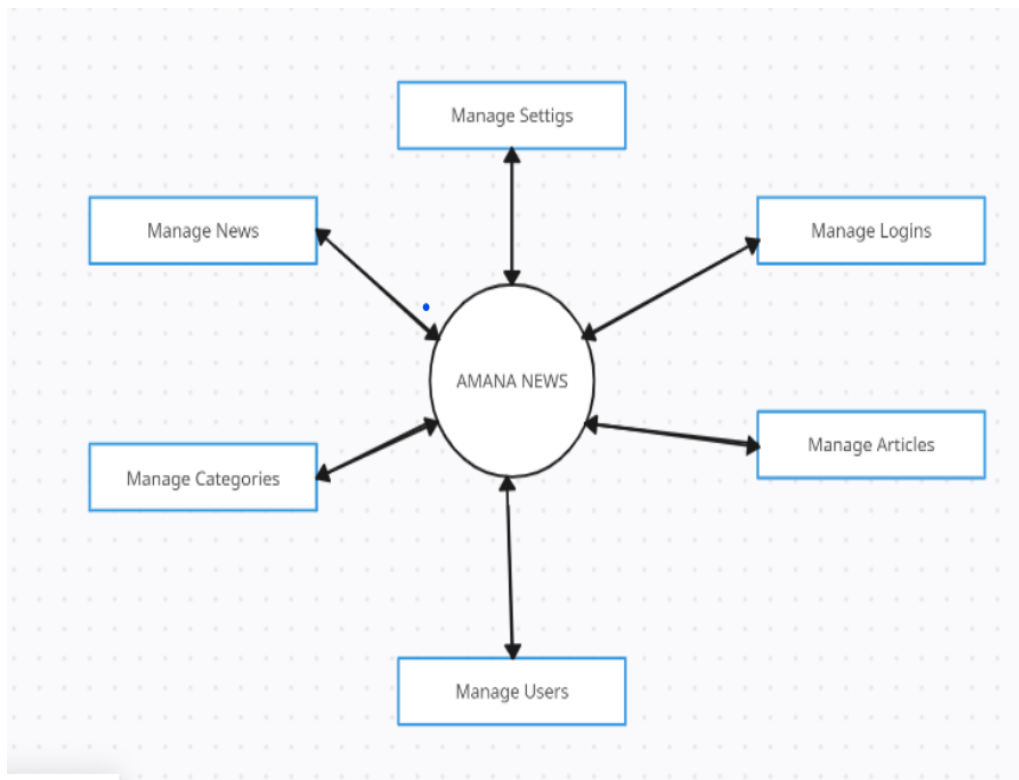 Manage Settigs
Manage News
Manage Logins
AMANA NEWS
Manage Articles
Manage Categories
Manage Users